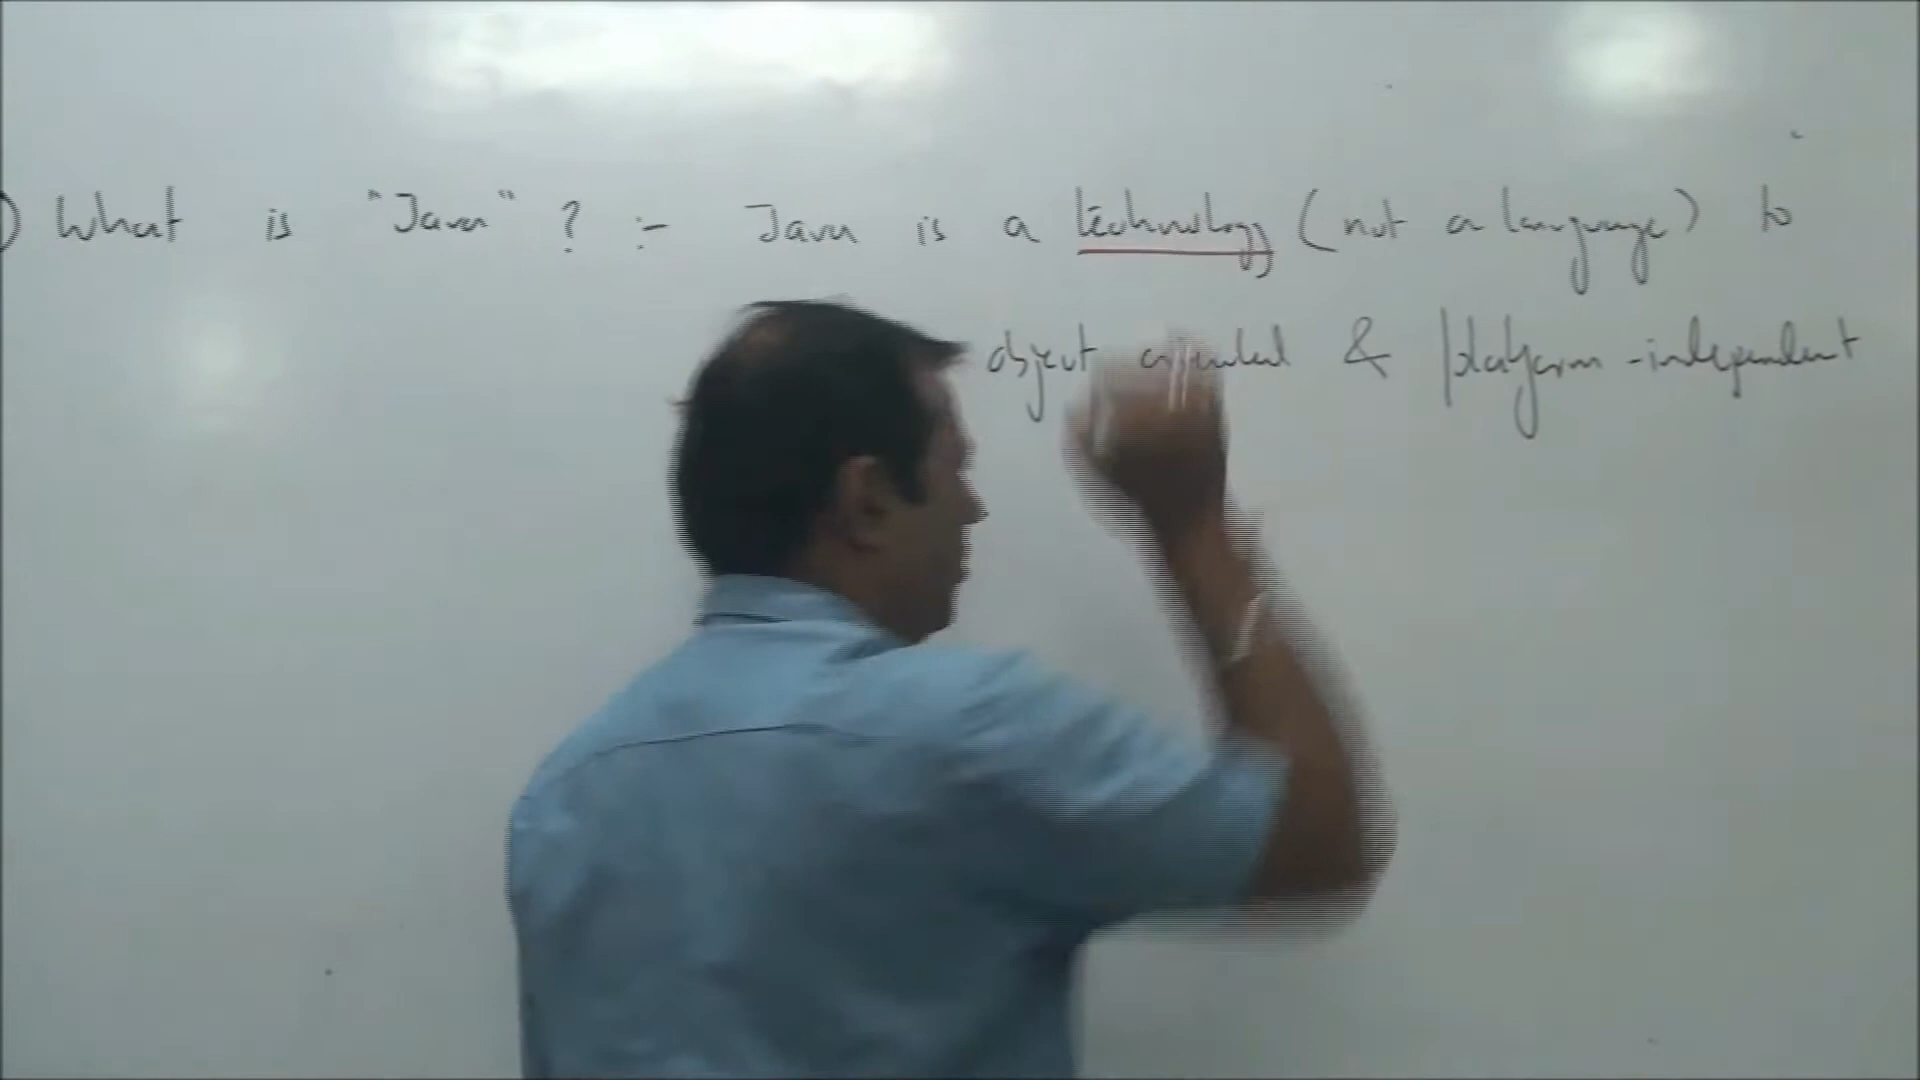 ) What is "Java" ? :- Java is a technology (not a language) to
object oriented & platform-independent